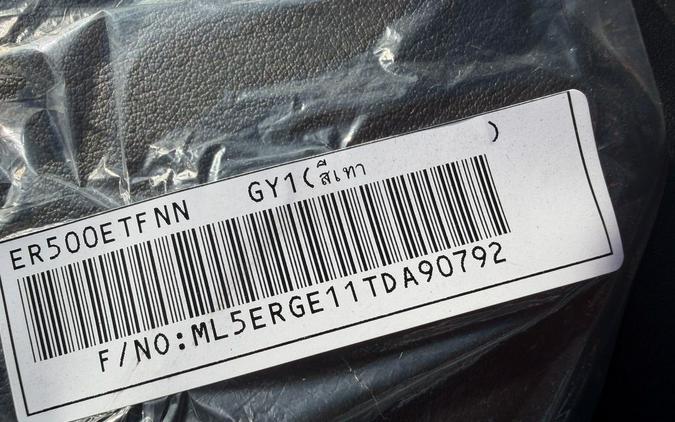 ER500ETFNN GY1(สีเทา )
F/NO:ML5ERGE11TDA90792